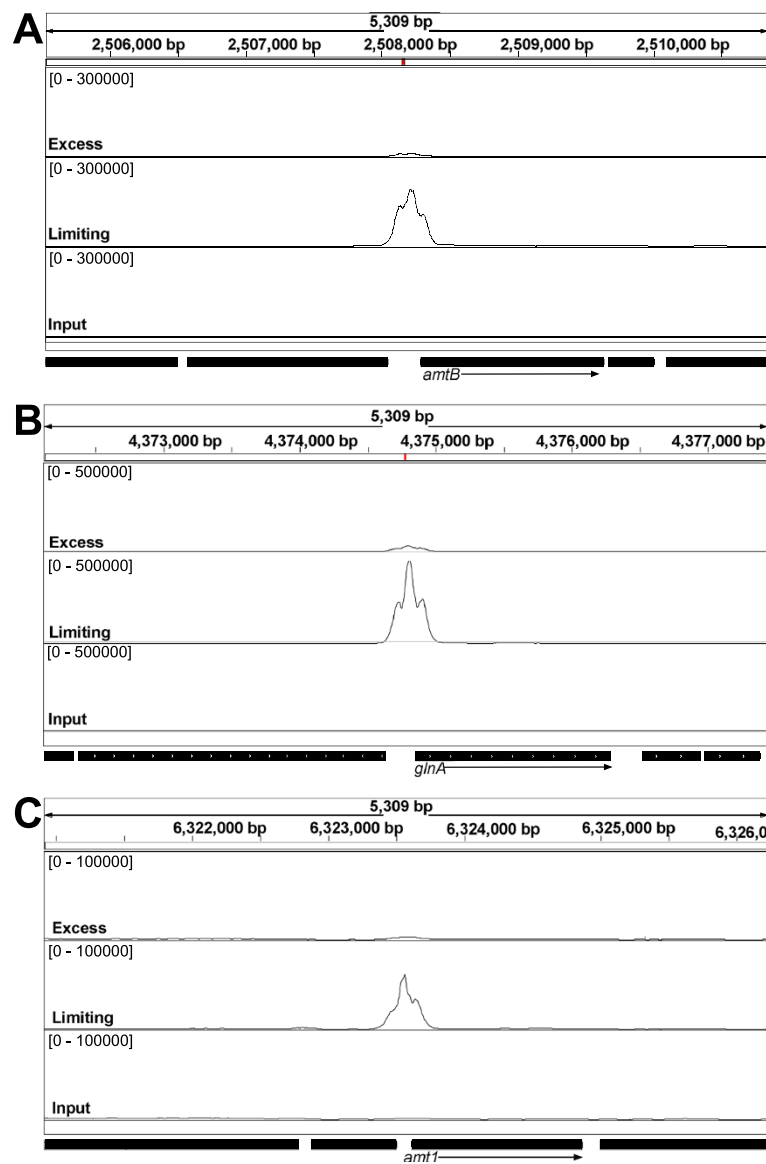 A
5,309 bp
2,506,000 bp 2,507,000 bp 2,508,000 bp 2,509,000 bp 2,510,000 bp
[0 - 300000]
Excess
[0 - 300000]
Limiting
[0 - 300000]
Input
amtB
B
5,309 bp
4,373,000 bp 4,374,000 bp 4,375,000 bp 4,376,000 bp 4,377,000 bp
[0 - 500000]
Excess
[0 - 500000]
Limiting
[0 - 500000]
Input
glnA
C
5,309 bp
6,322,000 bp 6,323,000 bp 6,324,000 bp 6,325,000 bp 6,326,0
[0 - 100000]
Excess
[0 - 100000]
Limiting
[0 - 100000]
Input
amt1